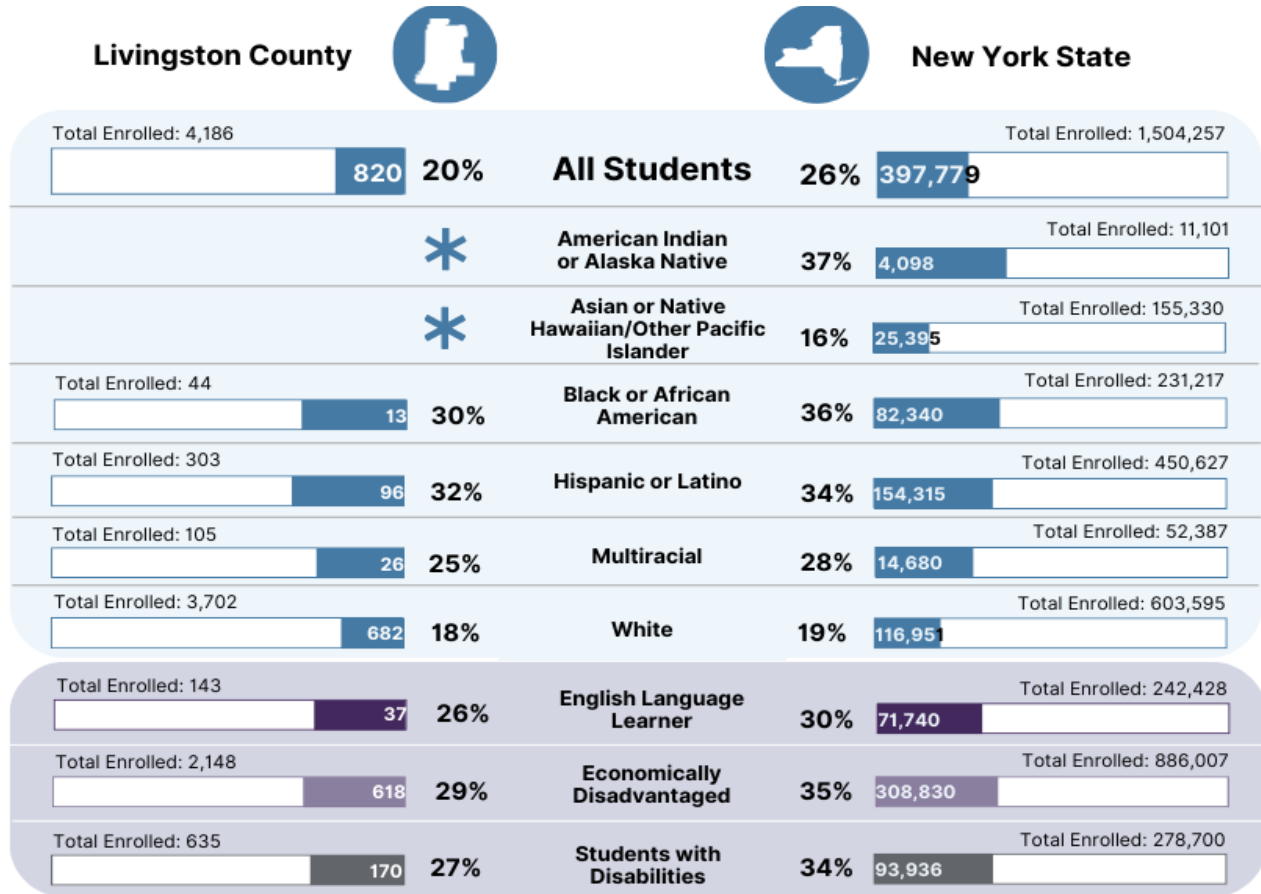 Livingston County
New York State
Total Enrolled: 4,186
820
20%
All Students
Total Enrolled: 1,504,257
26%
397,779
*
American Indian
or Alaska Native
Total Enrolled: 11,101
37%
4,098
*
Asian or Native
Hawaiian/Other Pacific
Islander
Total Enrolled: 155,330
16%
25,395
Total Enrolled: 44
13
30%
Black or African
American
Total Enrolled: 231,217
36%
82,340
Total Enrolled: 303
96
32%
Hispanic or Latino
Total Enrolled: 450,627
34%
154,315
Total Enrolled: 105
26
25%
Multiracial
Total Enrolled: 52,387
28%
14,680
Total Enrolled: 3,702
682
18%
White
Total Enrolled: 603,595
19%
116,951
Total Enrolled: 143
37
26%
English Language
Learner
Total Enrolled: 242,428
30%
71,740
Total Enrolled: 2,148
618
29%
Economically
Disadvantaged
Total Enrolled: 886,007
35%
308,830
Total Enrolled: 635
170
27%
Students with
Disabilities
Total Enrolled: 278,700
34%
93,936